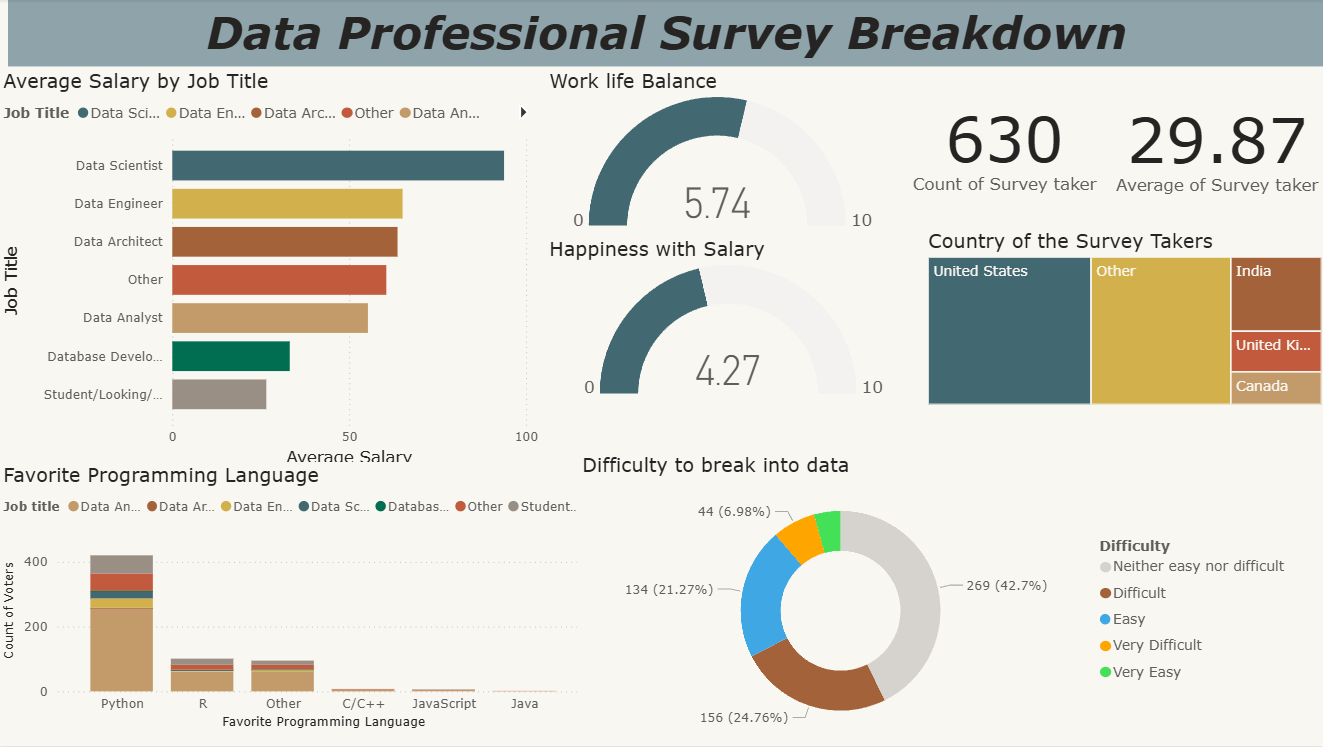 Data Professional Survey Breakdown
Average Salary by Job Title
Job Title Data Sci... Data En... Data Arc... Other Data An...
Job Title
Data Scientist
Data Engineer
Data Architect
Other
Data Analyst
Database Develo...
Student/Looking/...
0 50 100
Average Salary
Work life Balance
5.74
0 10
Happiness with Salary
4.27
0 10
630
Count of Survey taker
29.87
Average of Survey taker
Country of the Survey Takers
United States
Other
India
United Ki...
Canada
Favorite Programming Language
Job title Data An... Data Ar... Data En... Data Sc... Databas... Other Student..
Count of Voters
400
200
0
Python R Other C/C++ JavaScript Java
Favorite Programming Language
Difficulty to break into data
44 (6.98%)
134 (21.27%)
269 (42.7%)
156 (24.76%)
Difficulty
Neither easy nor difficult
Difficult
Easy
Very Difficult
Very Easy